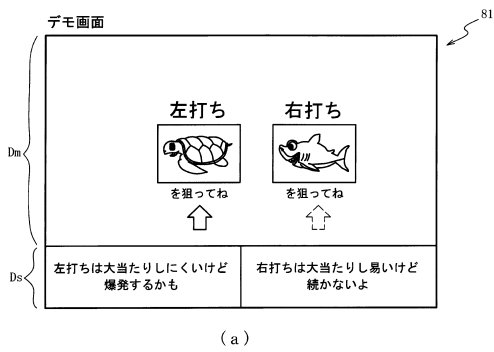 デモ画面
81
左打ち
右打ち
Dm
を狙ってね
を狙ってね
Ds
左打ちは大当たりしにくいけど
爆発するかも
右打ちは大当たりし易いけど
続かないよ
(a)